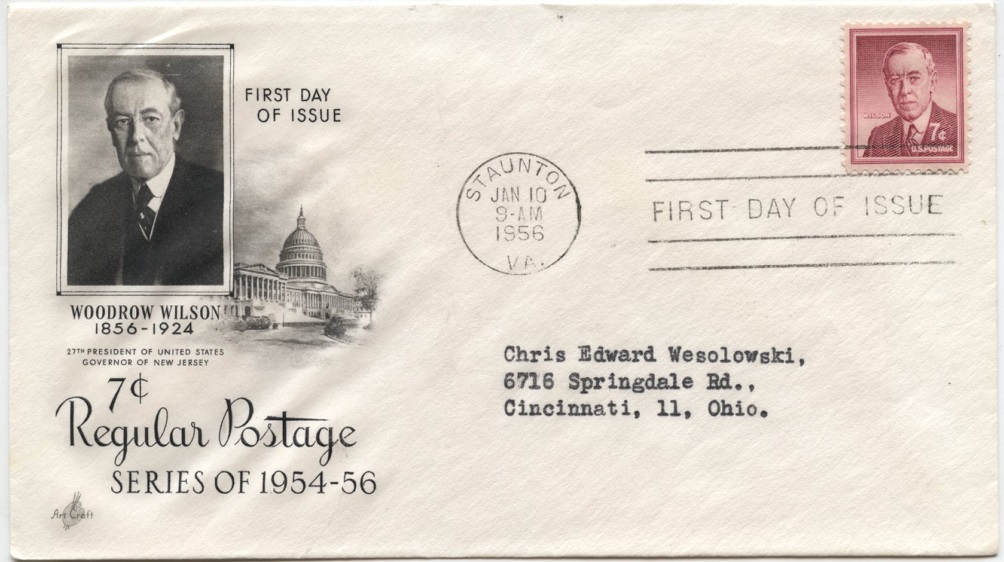 FIRST DAY
OF ISSUE
WOODROW WILSON
1856-1924
27TH PRESIDENT OF UNITED STATES
GOVERNOR OF NEW JERSEY
7¢
Regular Postage
SERIES OF 1954-56
Art Craft
STAUNTON
JAN 10
9-AM
1956
VA.
WILSON
7¢
U.S. POSTAGE
FIRST DAY OF ISSUE
Chris Edward Wesolowski,
6716 Springdale Rd.,
Cincinnati, 11, Ohio.